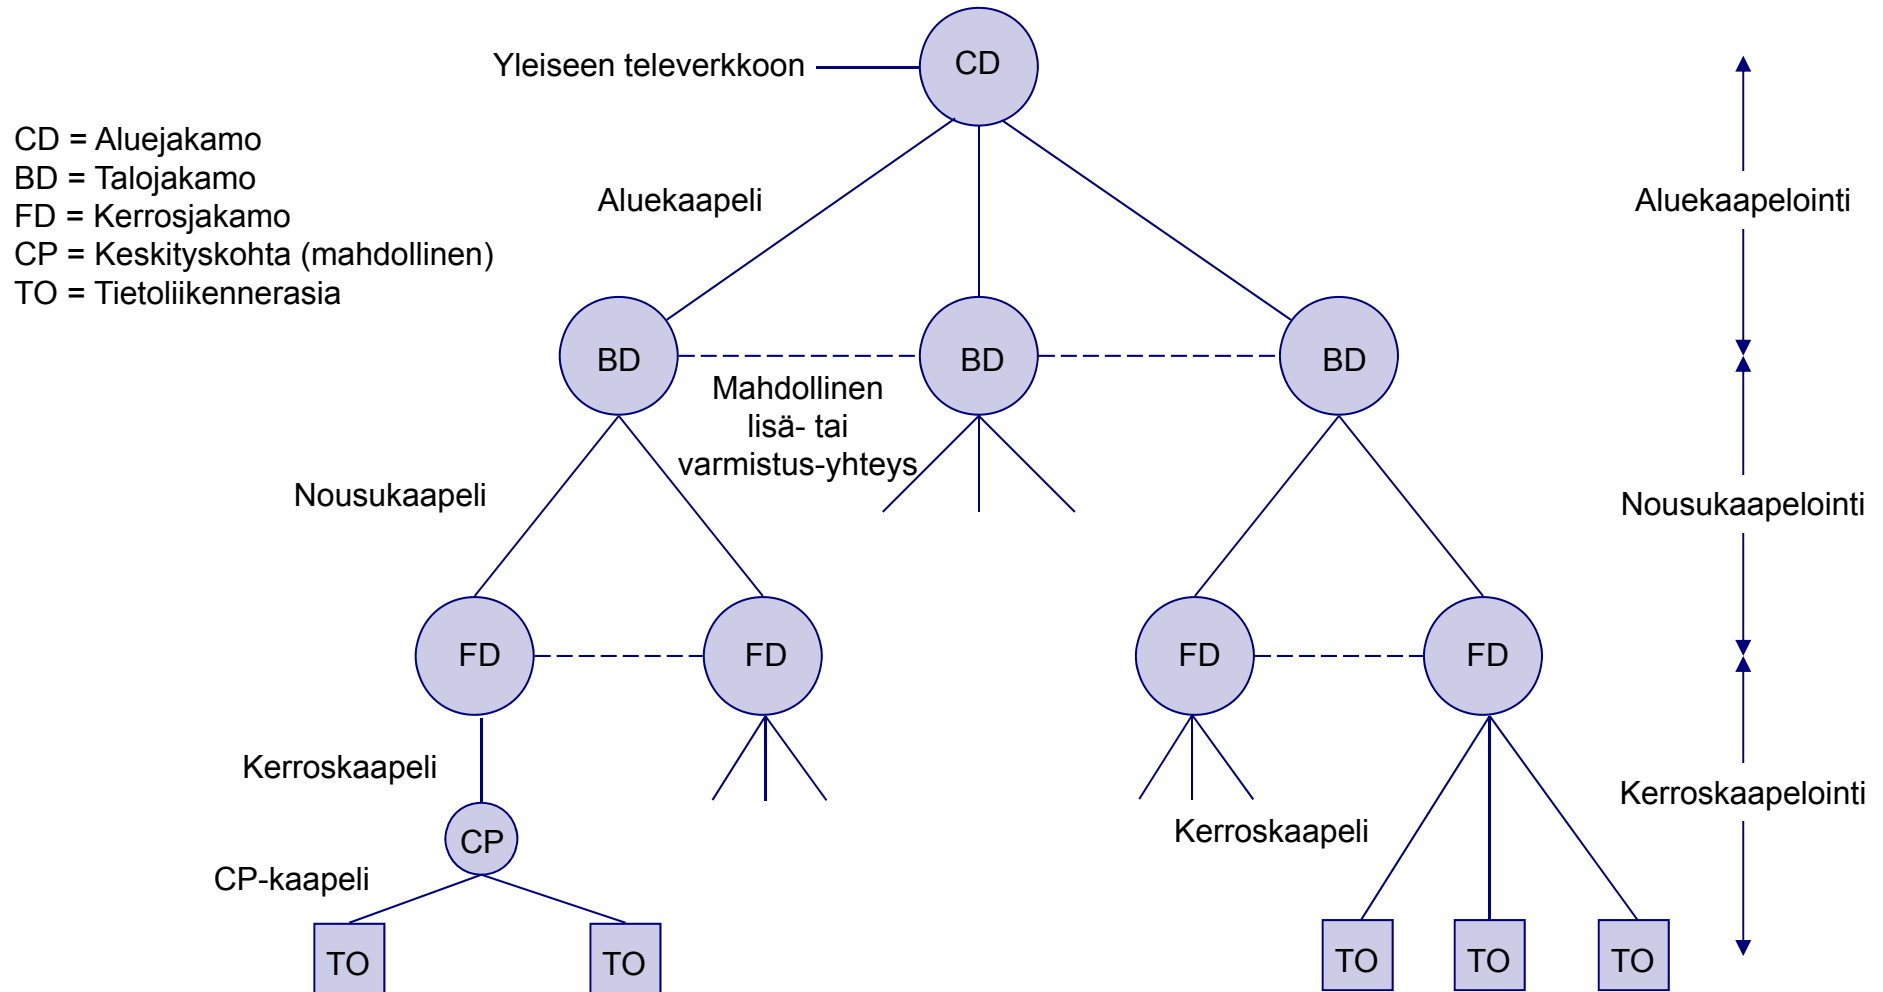 Yleiseen televerkkoon
CD
CD = Aluejakamo
BD = Talojakamo
FD = Kerrosjakamo
CP = Keskityskohta (mahdollinen)
TO = Tietoliikennerasia
Aluekaapeli
Aluekaapelointi
BD
BD
BD
Mahdollinen
lisä- tai
varmistus-yhteys
Nousukaapeli
Nousukaapelointi
FD
FD
FD
FD
Kerroskaapeli
Kerroskaapelointi
Kerroskaapeli
CP
CP-kaapeli
TO
TO
TO
TO
TO